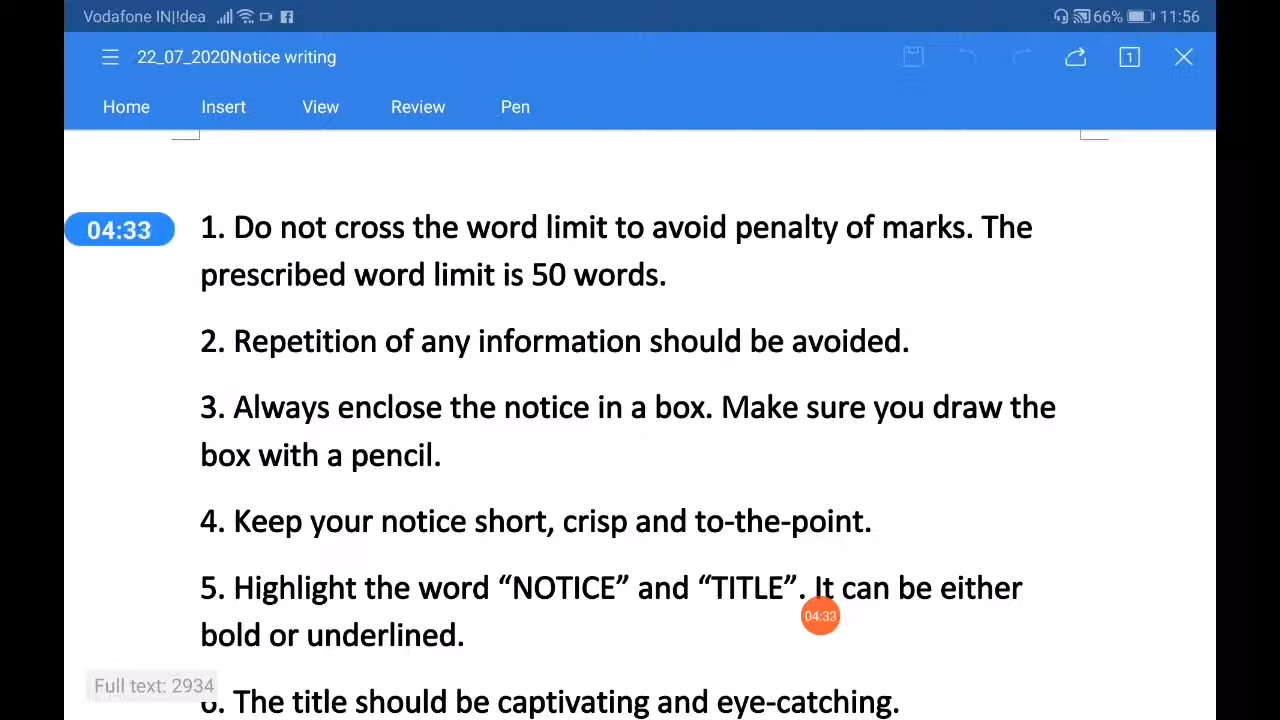 Vodafone IN|!dea 66% 11:56
22_07_2020Notice writing 1
Home Insert View Review Pen
04:33
1. Do not cross the word limit to avoid penalty of marks. The
prescribed word limit is 50 words.
2. Repetition of any information should be avoided.
3. Always enclose the notice in a box. Make sure you draw the
box with a pencil.
4. Keep your notice short, crisp and to-the-point.
5. Highlight the word “NOTICE” and “TITLE”. It can be either
04:33
bold or underlined.
Full text: 2934
6. The title should be captivating and eye-catching.